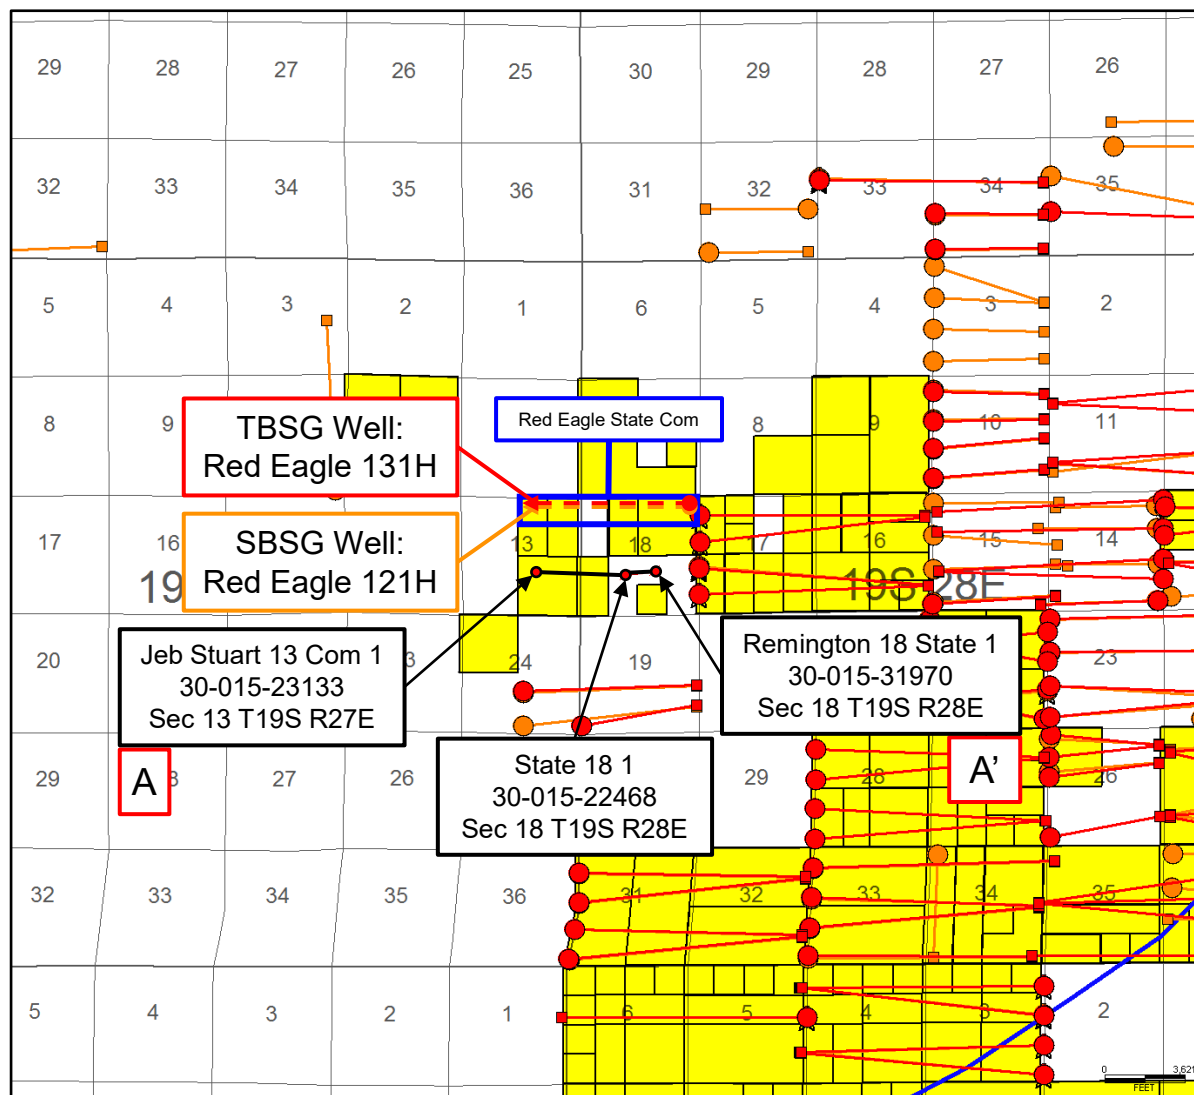 29 28 27 26 25 30 29 28 27 26
32 33 34 35 36 31 32 33 34 35
5 4 3 2 1 6 5 4 3 2
8 9 8 9 10 11
TBSG Well:
Red Eagle 131H
Red Eagle State Com
17 16 13 18 17 16 15 14
SBSG Well:
Red Eagle 121H
19 19S 28E
20 3 24 19 23
Jeb Stuart 13 Com 1
30-015-23133
Sec 13 T19S R27E
Remington 18 State 1
30-015-31970
Sec 18 T19S R28E
State 18 1
30-015-22468
Sec 18 T19S R28E
29 8 27 26 29 28 26
A
A'
32 33 34 35 36 31 32 33 34 35
5 4 3 2 1 6 5 4 3 2
0 3,621
FEET